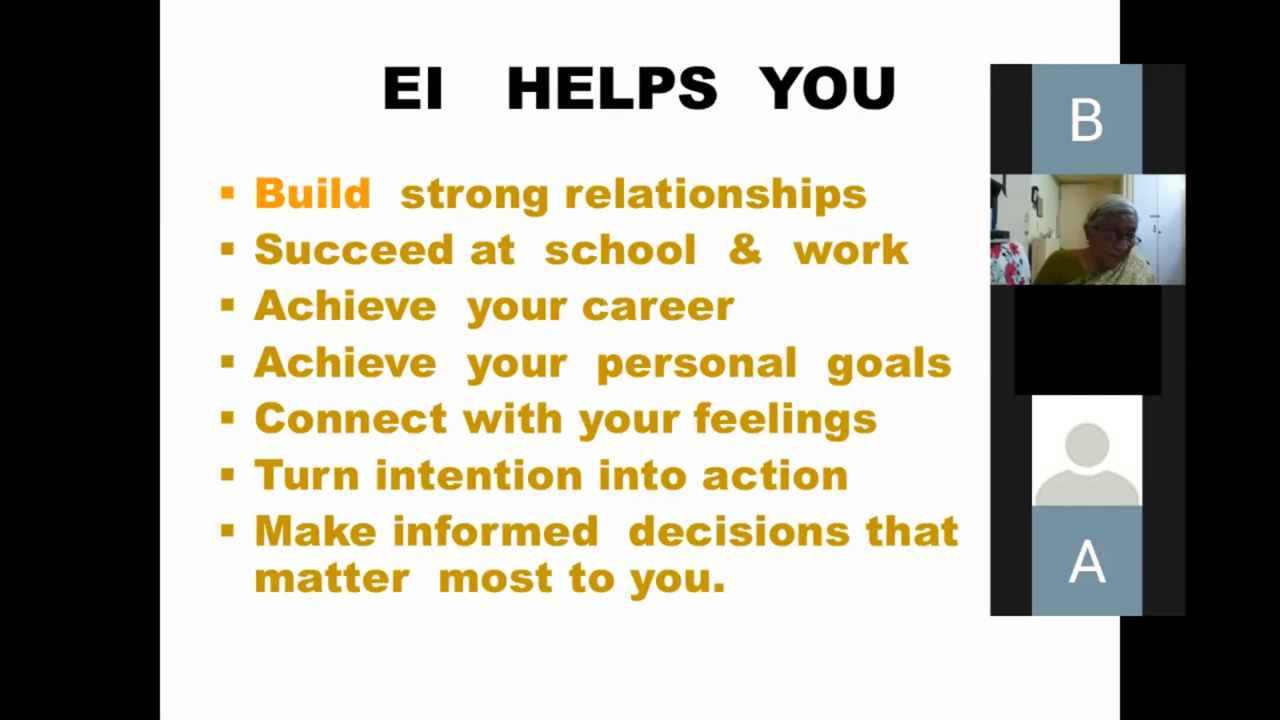 EI HELPS YOU
▪ Build strong relationships
▪ Succeed at school & work
▪ Achieve your career
▪ Achieve your personal goals
▪ Connect with your feelings
▪ Turn intention into action
▪ Make informed decisions that
matter most to you.
B
A